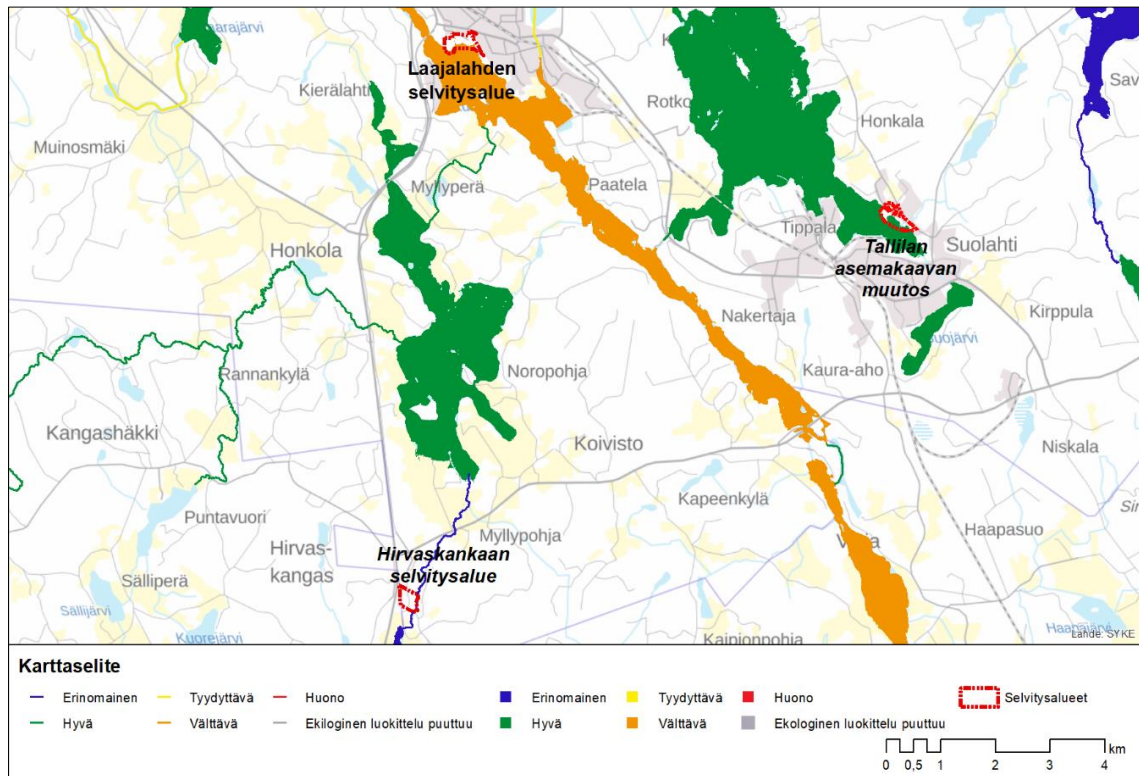 Kierälahti
Laajalahden
selvitysalue
Rotko
Honkala
Sav
Muinosmäki
Myllyperä
Paatela
Tippala
Suolahti
Tallilan
asemakaavan
muutos
Honkola
Nakertaja
Kirppula
Rannankylä
Noropohja
Kaura-aho
Kangashäkki
Koivisto
Niskala
Kapeenkylä
Puntavuori
Hirvas-
kangas
Myllypohja
Haapasuo
Hirvaskankaan
selvitysalue
Sälliperä
Sällijärvi
Kuorejärvi
Kaipionpohja
Haapajärvi
Lähde: SYKE
Karttaselite
Erinomainen Tyydyttävä Huono Erinomainen Tyydyttävä Huono Selvitysalueet
Hyvä Välttävä Ekiloginen luokittelu puuttuu Hyvä Välttävä Ekologinen luokittelu puuttuu
km
0 0,5 1 2 3 4